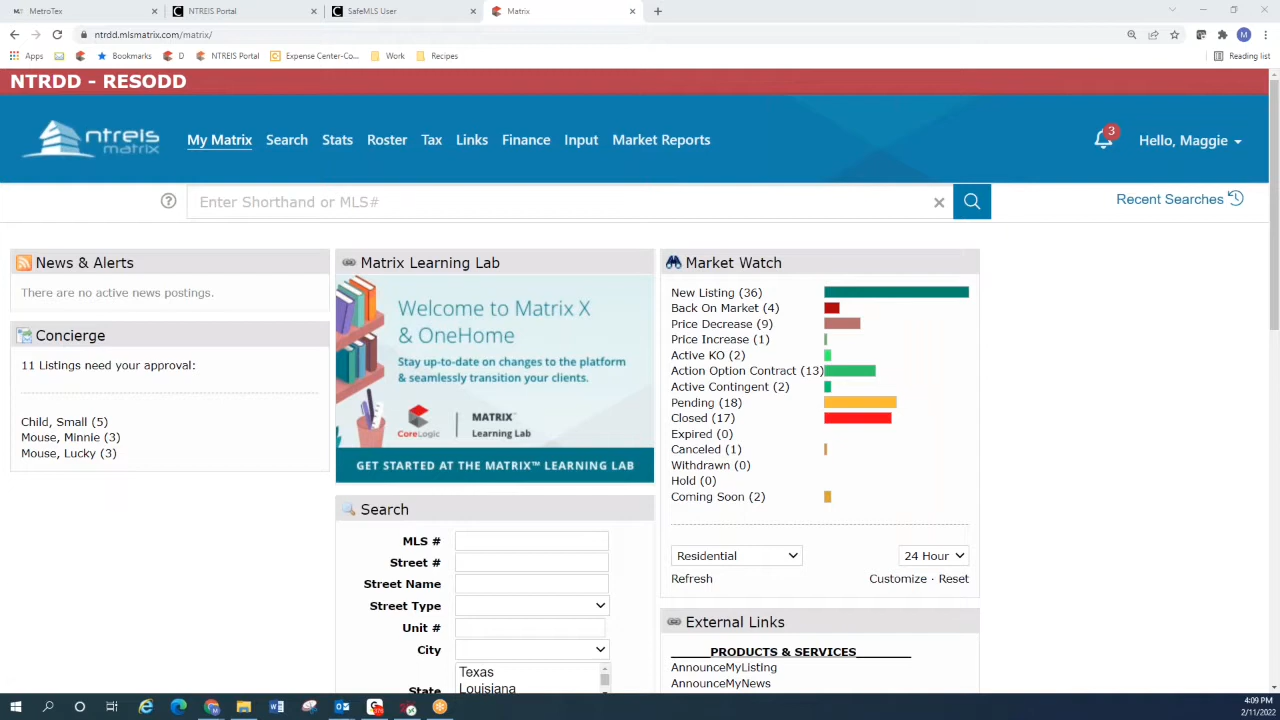 MetroTex
NTREIS Portal
SafeMLS User
Matrix
ntrdd.mlsmatrix.com/matrix/
M
Apps
Bookmarks
D
NTREIS Portal
Expense Center-Co...
Work
Recipes
Reading list
NTRDD - RESODD
ntreis
matrix
My Matrix
Search
Stats
Roster
Tax
Links
Finance
Input
Market Reports
3
Hello, Maggie
Enter Shorthand or MLS#
Recent Searches
News & Alerts
There are no active news postings.
Concierge
11 Listings need your approval:
Child, Small (5)
Mouse, Minnie (3)
Mouse, Lucky (3)
Matrix Learning Lab
Welcome to Matrix X
& OneHome
Stay up-to-date on changes to the platform
& seamlessly transition your clients.
CoreLogic
MATRIX™
Learning Lab
GET STARTED AT THE MATRIX™ LEARNING LAB
Search
MLS #
Street #
Street Name
Street Type
Unit #
City
State
Texas
Louisiana
Market Watch
New Listing (36)
Back On Market (4)
Price Decrease (9)
Price Increase (1)
Active KO (2)
Action Option Contract (13)
Active Contingent (2)
Pending (18)
Closed (17)
Expired (0)
Canceled (1)
Withdrawn (0)
Hold (0)
Coming Soon (2)
Residential
24 Hour
Refresh
Customize · Reset
External Links
_____PRODUCTS & SERVICES_______
AnnounceMyListing
AnnounceMyNews
4:09 PM
2/11/2022